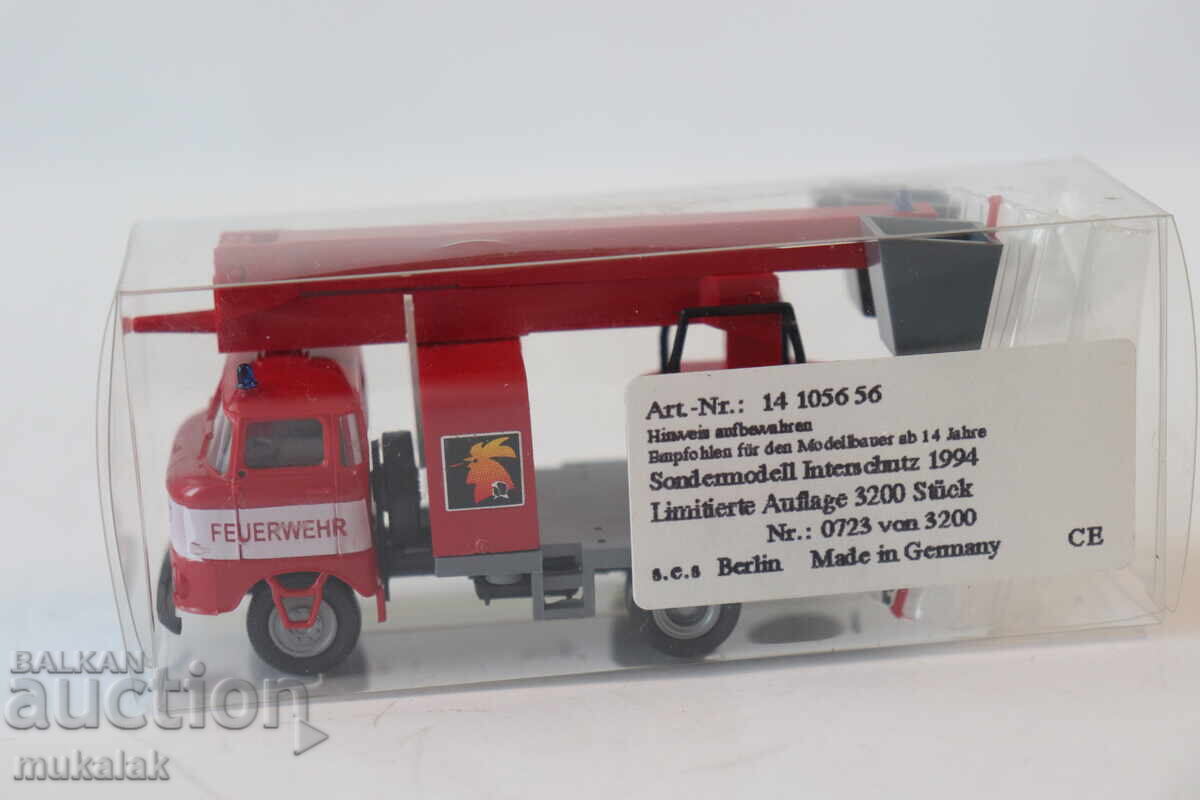 FEUERWEHR
Art.-Nr.: 14 1056 56
Hinweis aufbewahren
Empfohlen für den Modellbauer ab 14 Jahre
Sondermodell Interschutz 1994
Limitierte Auflage 3200 Stück
Nr.: 0723 von 3200
s.e.s Berlin Made in Germany CE
BALKAN
auction
mukalak